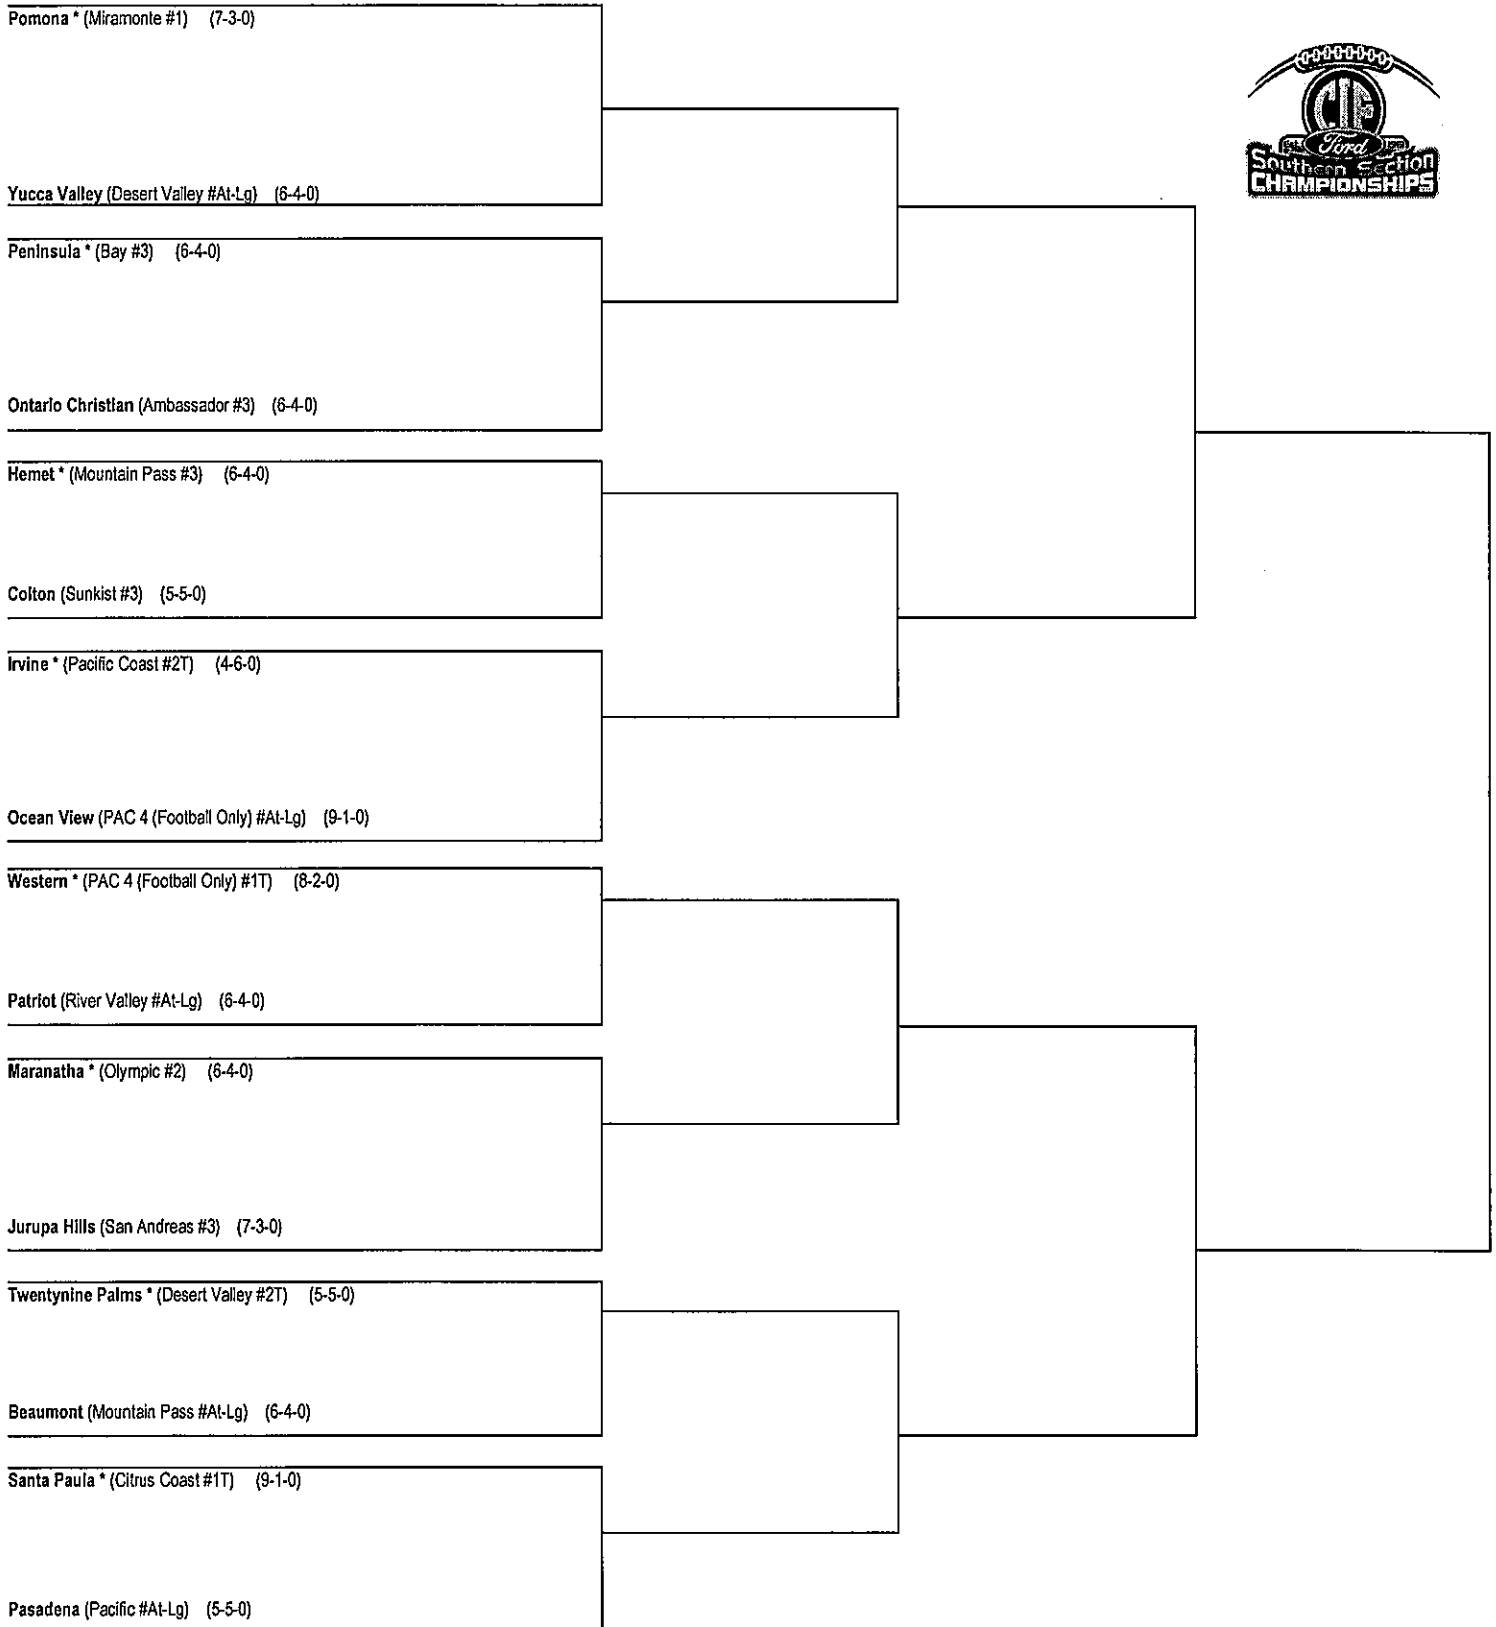 Pomona * (Miramonte #1) (7-3-0)
CIF
Ford
Southern Section
CHAMPIONSHIPS
Yucca Valley (Desert Valley #At-Lg) (6-4-0)
Peninsula * (Bay #3) (6-4-0)
Ontario Christian (Ambassador #3) (6-4-0)
Hemet * (Mountain Pass #3) (6-4-0)
Colton (Sunkist #3) (5-5-0)
Irvine * (Pacific Coast #2T) (4-6-0)
Ocean View (PAC 4 (Football Only) #At-Lg) (9-1-0)
Western * (PAC 4 (Football Only) #1T) (8-2-0)
Patriot (River Valley #At-Lg) (6-4-0)
Maranatha * (Olympic #2) (6-4-0)
Jurupa Hills (San Andreas #3) (7-3-0)
Twentynine Palms * (Desert Valley #2T) (5-5-0)
Beaumont (Mountain Pass #At-Lg) (6-4-0)
Santa Paula * (Citrus Coast #1T) (9-1-0)
Pasadena (Pacific #At-Lg) (5-5-0)